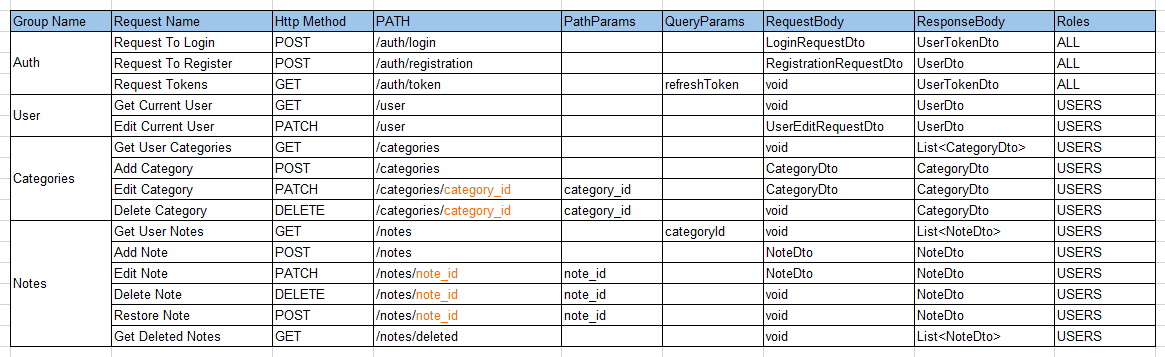 Group Name Request Name Http Method PATH PathParams QueryParams RequestBody ResponseBody Roles
Auth Request To Login POST /auth/login LoginRequestDto UserTokenDto ALL
Request To Register POST /auth/registration RegistrationRequestDto UserDto ALL
Request Tokens GET /auth/token refreshToken void UserTokenDto ALL
User Get Current User GET /user void UserDto USERS
Edit Current User PATCH /user UserEditRequestDto UserDto USERS
Categories Get User Categories GET /categories void List<CategoryDto> USERS
Add Category POST /categories CategoryDto CategoryDto USERS
Edit Category PATCH /categories/category_id category_id CategoryDto CategoryDto USERS
Delete Category DELETE /categories/category_id category_id void CategoryDto USERS
Notes Get User Notes GET /notes categoryId void List<NoteDto> USERS
Add Note POST /notes NoteDto NoteDto USERS
Edit Note PATCH /notes/note_id note_id NoteDto NoteDto USERS
Delete Note DELETE /notes/note_id note_id void NoteDto USERS
Restore Note POST /notes/note_id note_id void NoteDto USERS
Get Deleted Notes GET /notes/deleted void List<NoteDto> USERS